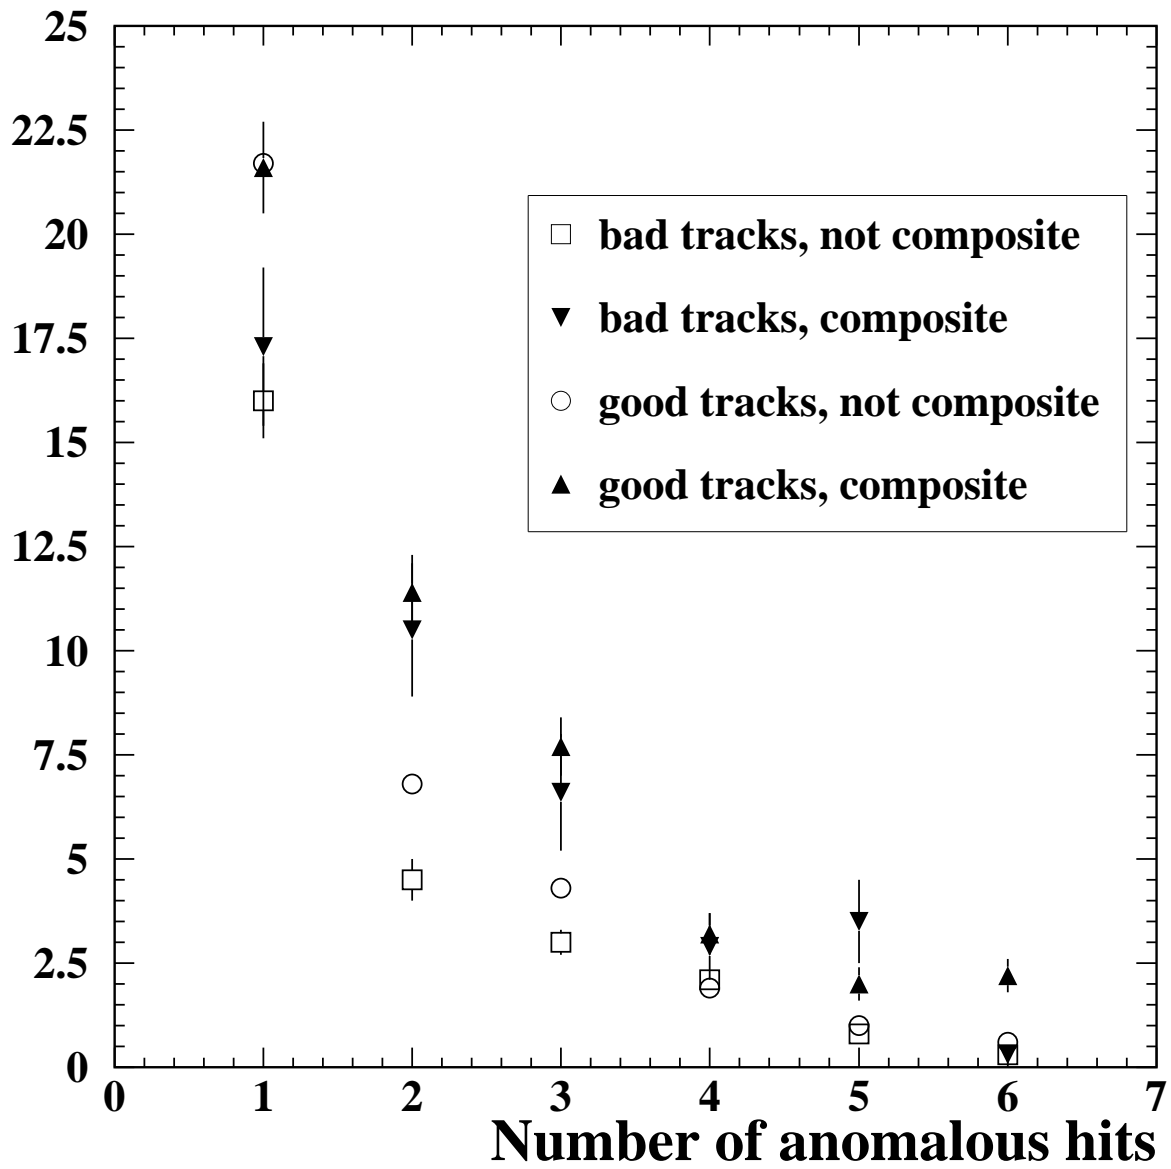 25
22.5
20
17.5
15
12.5
10
7.5
5
2.5
0
bad tracks, not composite
bad tracks, composite
good tracks, not composite
good tracks, composite
0 1 2 3 4 5 6 7
Number of anomalous hits